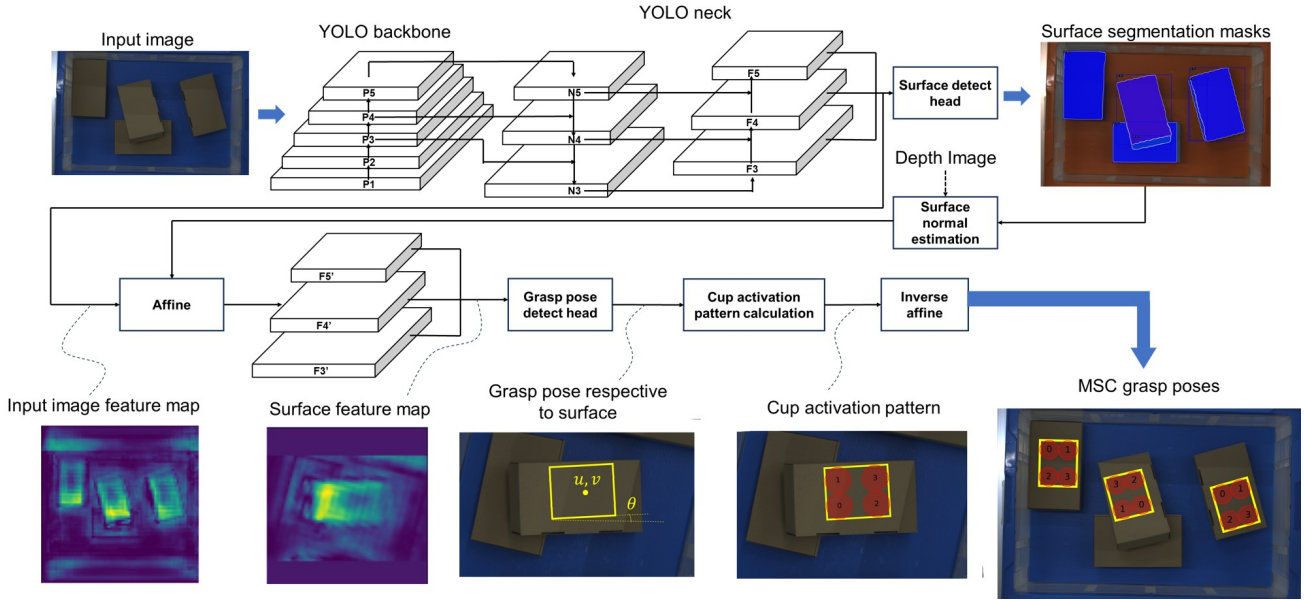 YOLO neck
YOLO backbone
Input image
Surface segmentation masks
P5
P4
P3
P2
P1
N5
N4
N3
F5
F4
F3
Surface detect
head
Depth Image
Surface
normal
estimation
Affine
F5'
F4'
F3'
Grasp pose
detect head
Cup activation
pattern calculation
Inverse
affine
Input image feature map
Surface feature map
Grasp pose respective
to surface
Cup activation pattern
MSC grasp poses
u, v
θ
1 3
0 2
0 1
2 3
3 2
1 0
0 1
2 3